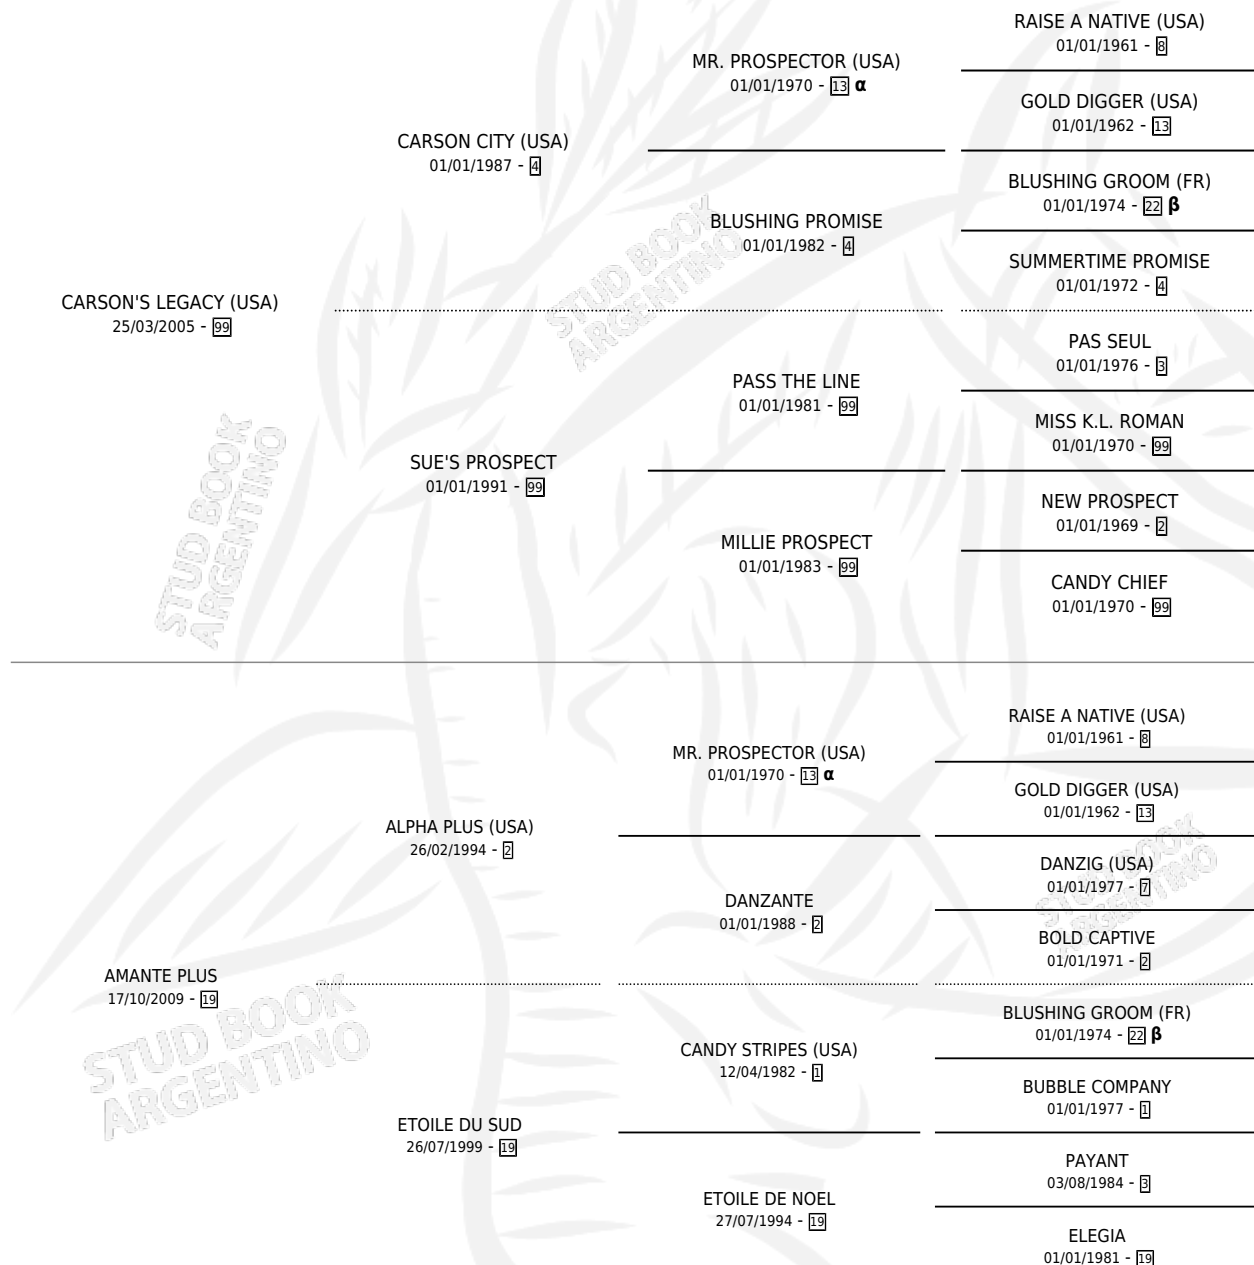 RAISE A NATIVE (USA)
01/01/1961 - 8
MR. PROSPECTOR (USA)
01/01/1970 - 13 α
GOLD DIGGER (USA)
01/01/1962 - 13
CARSON CITY (USA)
01/01/1987 - 4
BLUSHING GROOM (FR)
01/01/1974 - 22 β
BLUSHING PROMISE
01/01/1982 - 4
SUMMERTIME PROMISE
01/01/1972 - 4
CARSON'S LEGACY (USA)
25/03/2005 - 99
STUD BOOK
ARGENTINO
PAS SEUL
01/01/1976 - 3
PASS THE LINE
01/01/1981 - 99
MISS K.L. ROMAN
01/01/1970 - 99
SUE'S PROSPECT
01/01/1991 - 99
NEW PROSPECT
01/01/1969 - 2
MILLIE PROSPECT
01/01/1983 - 99
CANDY CHIEF
01/01/1970 - 99
STUD BOOK
ARGENTINO
RAISE A NATIVE (USA)
01/01/1961 - 8
MR. PROSPECTOR (USA)
01/01/1970 - 13 α
GOLD DIGGER (USA)
01/01/1962 - 13
ALPHA PLUS (USA)
26/02/1994 - 2
DANZIG (USA)
01/01/1977 - 7
STUD BOOK
ARGENTINO
DANZANTE
01/01/1988 - 2
BOLD CAPTIVE
01/01/1971 - 2
AMANTE PLUS
17/10/2009 - 19
STUD BOOK
ARGENTINO
BLUSHING GROOM (FR)
01/01/1974 - 22 β
CANDY STRIPES (USA)
12/04/1982 - 1
BUBBLE COMPANY
01/01/1977 - 1
ETOILE DU SUD
26/07/1999 - 19
PAYANT
03/08/1984 - 3
ETOILE DE NOEL
27/07/1994 - 19
ELEGIA
01/01/1981 - 19